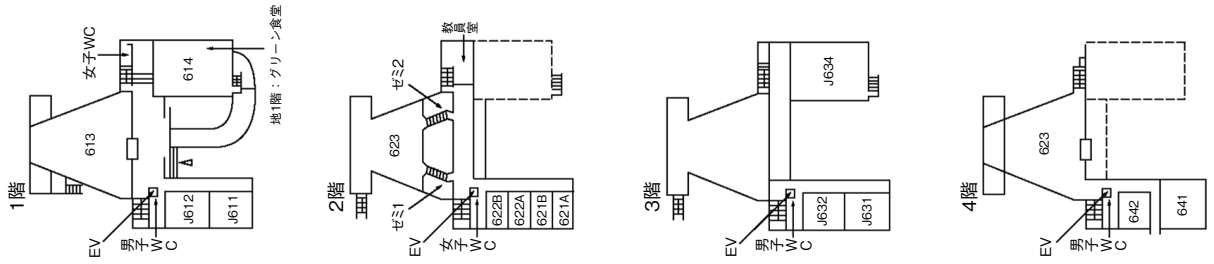 1階
613
614
J612
J611
EV
男子WC
女子WC
地1階：グリーン食堂
2階
623
ゼミ1
ゼミ2
教員室
622B
622A
621B
621A
EV
女子WC
3階
J634
J632
J631
EV
男子WC
4階
623
642
641
EV
男子WC